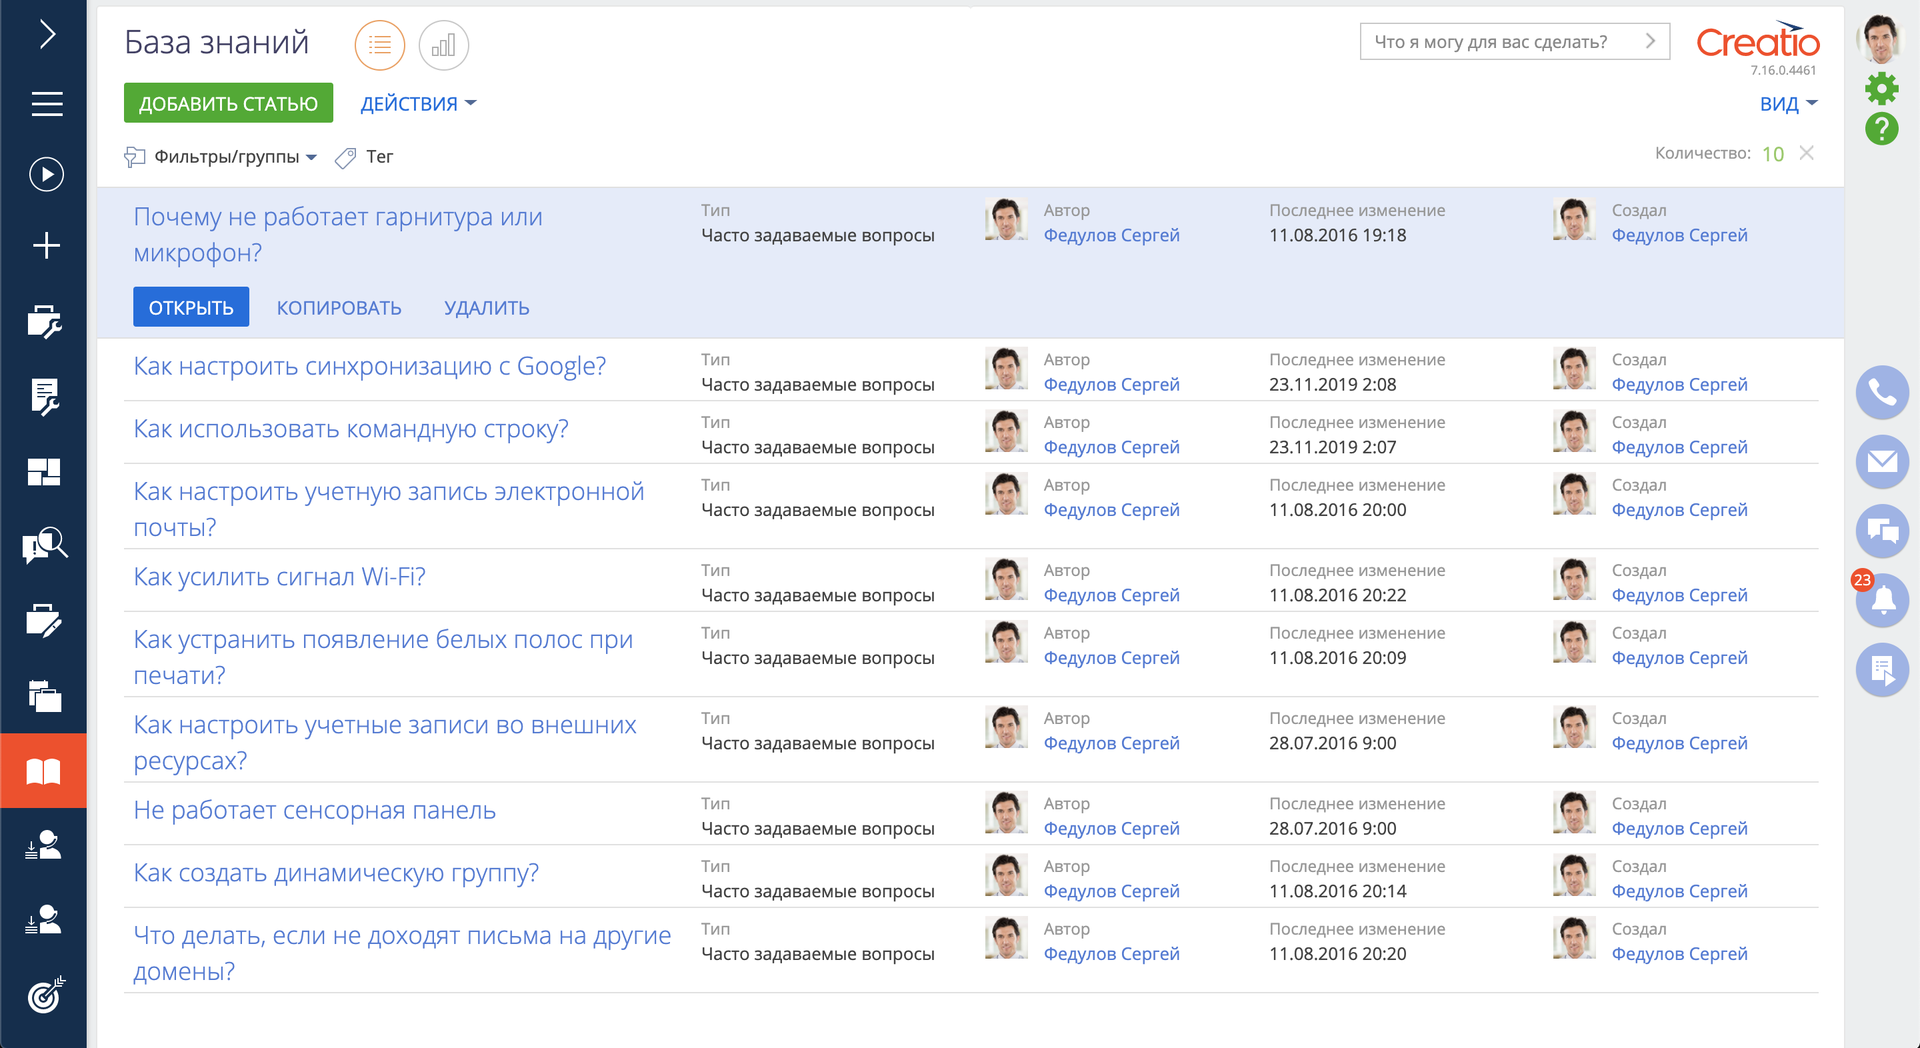 База знаний
Что я могу для вас сделать?
Creatio
7.16.0.4461
ДОБАВИТЬ СТАТЬЮ
ДЕЙСТВИЯ
ВИД
Фильтры/группы
Тег
Количество: 10
Почему не работает гарнитура или
микрофон?
Тип
Часто задаваемые вопросы
Автор
Федулов Сергей
Последнее изменение
11.08.2016 19:18
Создал
Федулов Сергей
ОТКРЫТЬ
КОПИРОВАТЬ
УДАЛИТЬ
Как настроить синхронизацию с Google?
Тип
Часто задаваемые вопросы
Автор
Федулов Сергей
Последнее изменение
23.11.2019 2:08
Создал
Федулов Сергей
Как использовать командную строку?
Тип
Часто задаваемые вопросы
Автор
Федулов Сергей
Последнее изменение
23.11.2019 2:07
Создал
Федулов Сергей
Как настроить учетную запись электронной
почты?
Тип
Часто задаваемые вопросы
Автор
Федулов Сергей
Последнее изменение
11.08.2016 20:00
Создал
Федулов Сергей
Как усилить сигнал Wi-Fi?
Тип
Часто задаваемые вопросы
Автор
Федулов Сергей
Последнее изменение
11.08.2016 20:22
Создал
Федулов Сергей
23
Как устранить появление белых полос при
печати?
Тип
Часто задаваемые вопросы
Автор
Федулов Сергей
Последнее изменение
11.08.2016 20:09
Создал
Федулов Сергей
Как настроить учетные записи во внешних
ресурсах?
Тип
Часто задаваемые вопросы
Автор
Федулов Сергей
Последнее изменение
28.07.2016 9:00
Создал
Федулов Сергей
Не работает сенсорная панель
Тип
Часто задаваемые вопросы
Автор
Федулов Сергей
Последнее изменение
28.07.2016 9:00
Создал
Федулов Сергей
Как создать динамическую группу?
Тип
Часто задаваемые вопросы
Автор
Федулов Сергей
Последнее изменение
11.08.2016 20:14
Создал
Федулов Сергей
Что делать, если не доходят письма на другие
домены?
Тип
Часто задаваемые вопросы
Автор
Федулов Сергей
Последнее изменение
11.08.2016 20:20
Создал
Федулов Сергей